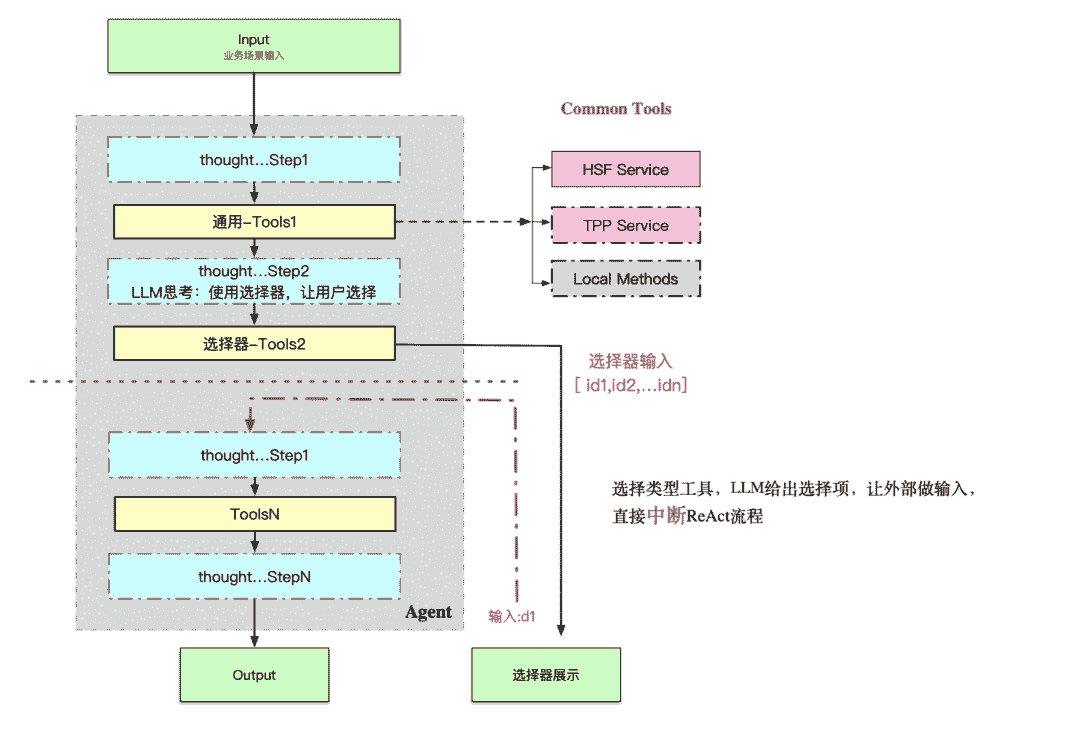 Input
业务场景输入
Common Tools
thought...Step1
HSF Service
通用-Tools1
TPP Service
thought...Step2
LLM思考：使用选择器，让用户选择
Local Methods
选择器-Tools2
选择器输入
[ id1,id2,...idn]
thought...Step1
选择类型工具，LLM给出选择项，让外部做输入，
直接中断ReAct流程
ToolsN
thought...StepN
Agent
输入:d1
Output
选择器展示